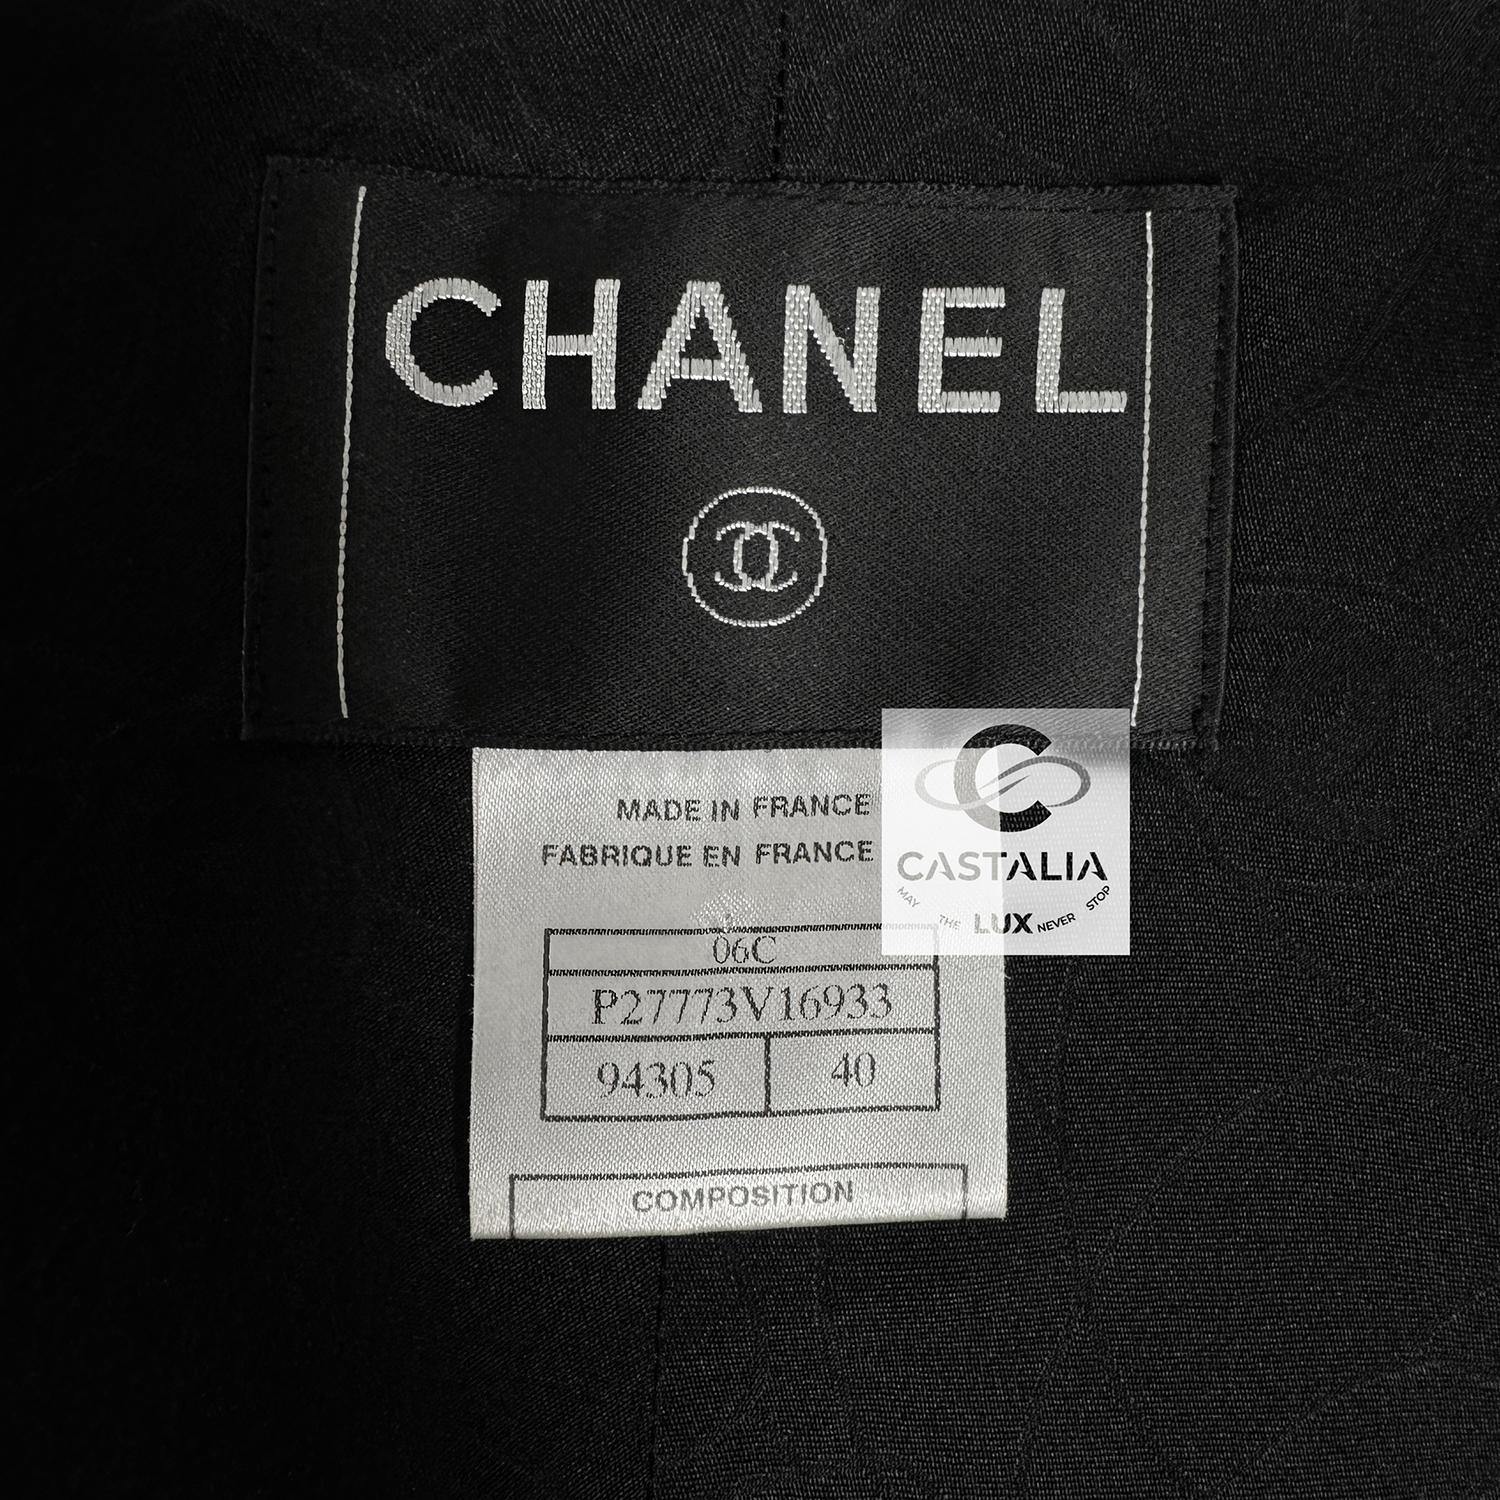 CHANEL
MADE IN FRANCE
FABRIQUE EN FRANCE
CASTALIA
MAY THE LUX NEVER STOP
06C
P27773V16933
94305 40
COMPOSITION